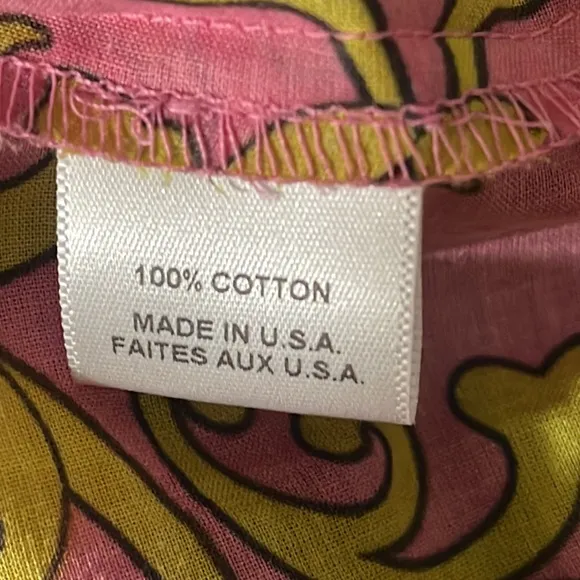 100% COTTON
MADE IN U.S.A.
FAITES AUX U.S.A.